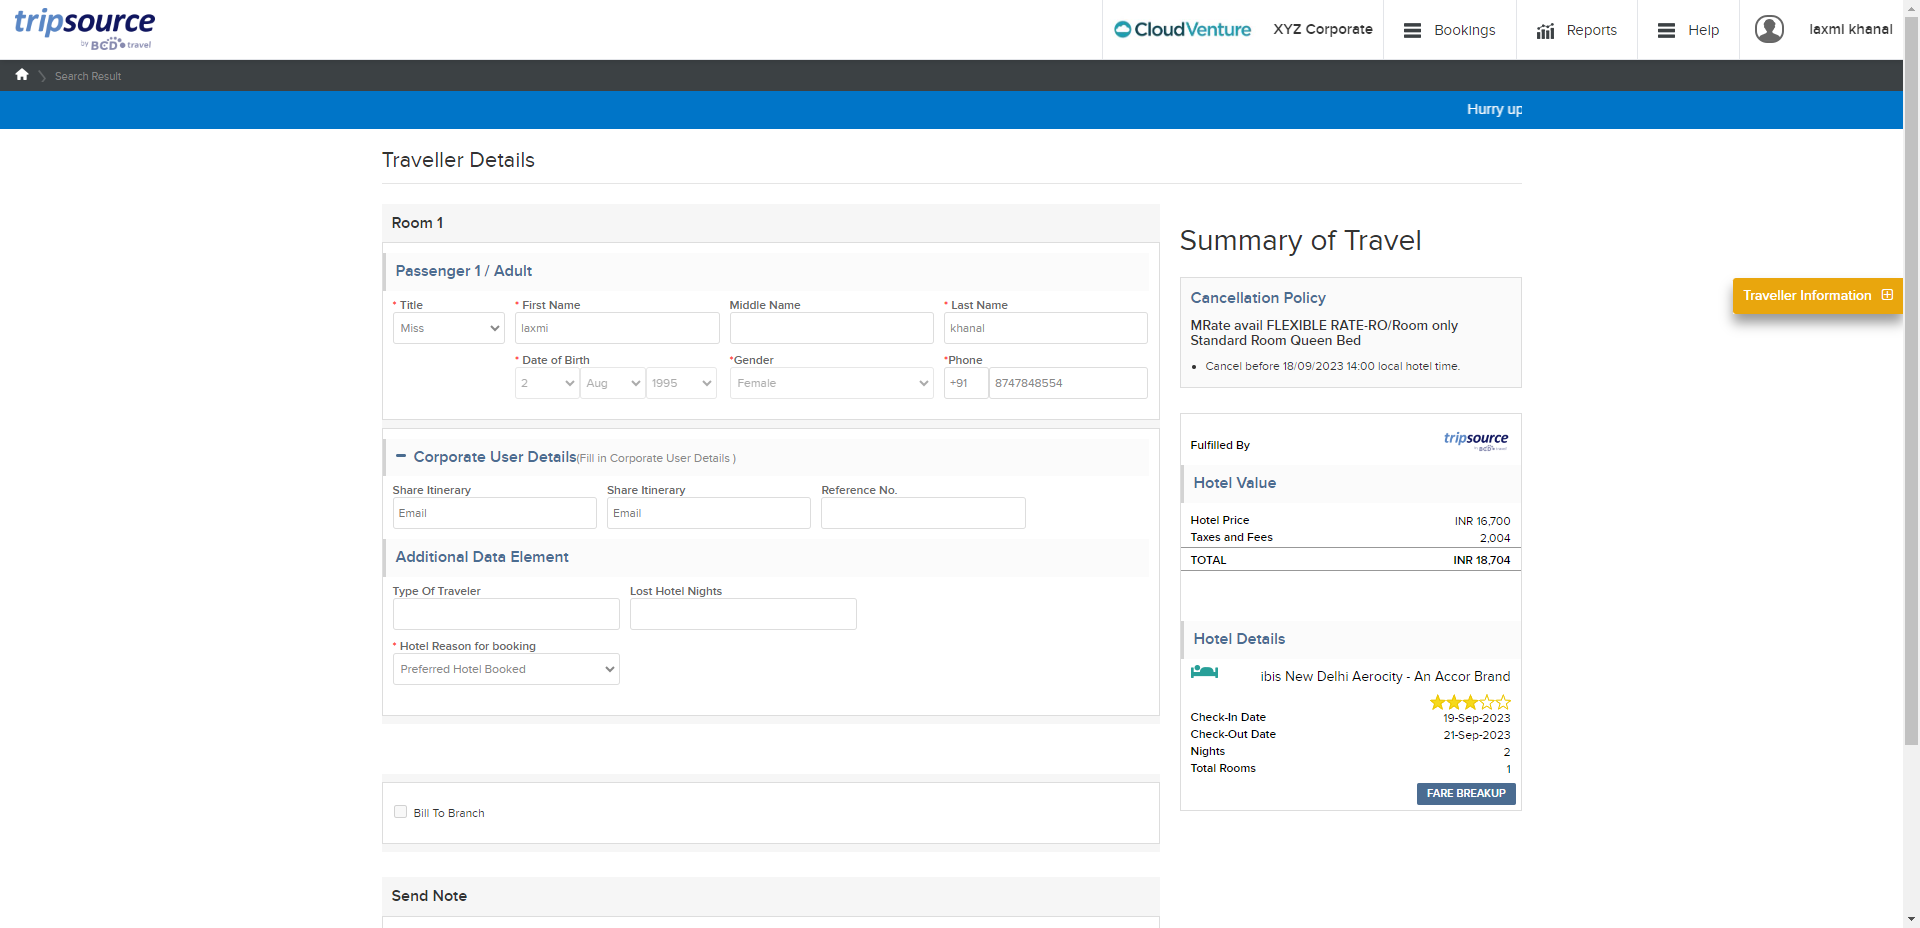 tripsource
by BCD travel
CloudVenture
XYZ Corporate
Bookings
Reports
Help
laxmi khanal
Search Result
Hurry up
Traveller Details
Room 1
Passenger 1 / Adult
* Title
* First Name
Middle Name
* Last Name
Miss
laxmi
khanal
* Date of Birth
*Gender
*Phone
2
Aug
1995
Female
+91
8747848554
Corporate User Details(Fill in Corporate User Details )
Share Itinerary
Share Itinerary
Reference No.
Email
Email
Additional Data Element
Type Of Traveler
Lost Hotel Nights
* Hotel Reason for booking
Preferred Hotel Booked
Bill To Branch
Send Note
Summary of Travel
Cancellation Policy
MRate avail FLEXIBLE RATE-RO/Room only
Standard Room Queen Bed
• Cancel before 18/09/2023 14:00 local hotel time.
Traveller Information
Fulfilled By
tripsource
by BCD travel
Hotel Value
Hotel Price INR 16,700
Taxes and Fees 2,004
TOTAL INR 18,704
Hotel Details
ibis New Delhi Aerocity - An Accor Brand
Check-In Date 19-Sep-2023
Check-Out Date 21-Sep-2023
Nights 2
Total Rooms 1
FARE BREAKUP